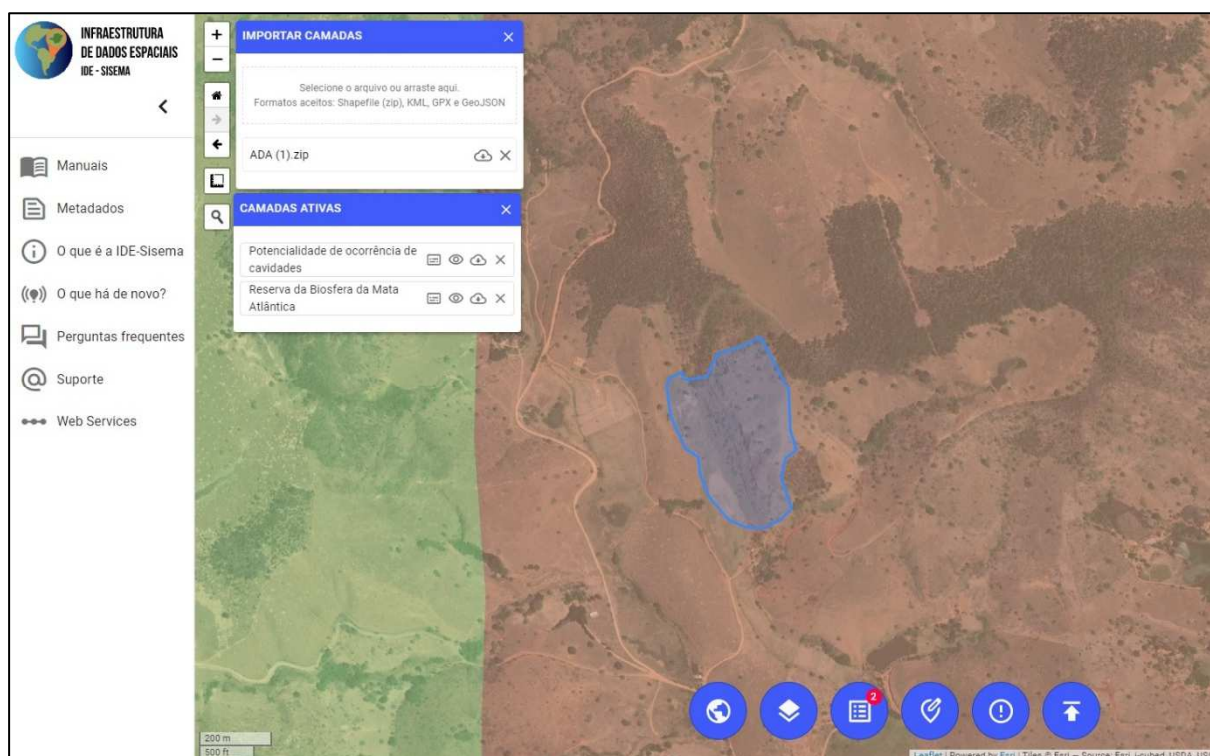 INFRAESTRUTURA
DE DADOS ESPACIAIS
IDE - SISEMA
Manuais
Metadados
O que é a IDE-Sisema
O que há de novo?
Perguntas frequentes
Suporte
Web Services
IMPORTAR CAMADAS
Selecione o arquivo ou arraste aqui.
Formatos aceitos: Shapefile (zip), KML, GPX e GeoJSON
ADA (1).zip
CAMADAS ATIVAS
Potencialidade de ocorrência de
cavidades
Reserva da Biosfera da Mata
Atlântica
2
200 m
500 ft
Leaflet | Powered by Esri | Tiles © Esri — Source: Esri, i-cubed, USDA,